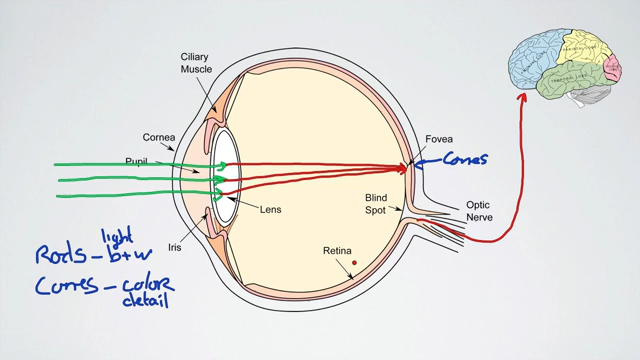 Ciliary
Muscle
Cornea
Pupil
Lens
Iris
Retina
Blind
Spot
Fovea
Optic
Nerve
Cones
light
Rods - b+w
Cones - color
detail